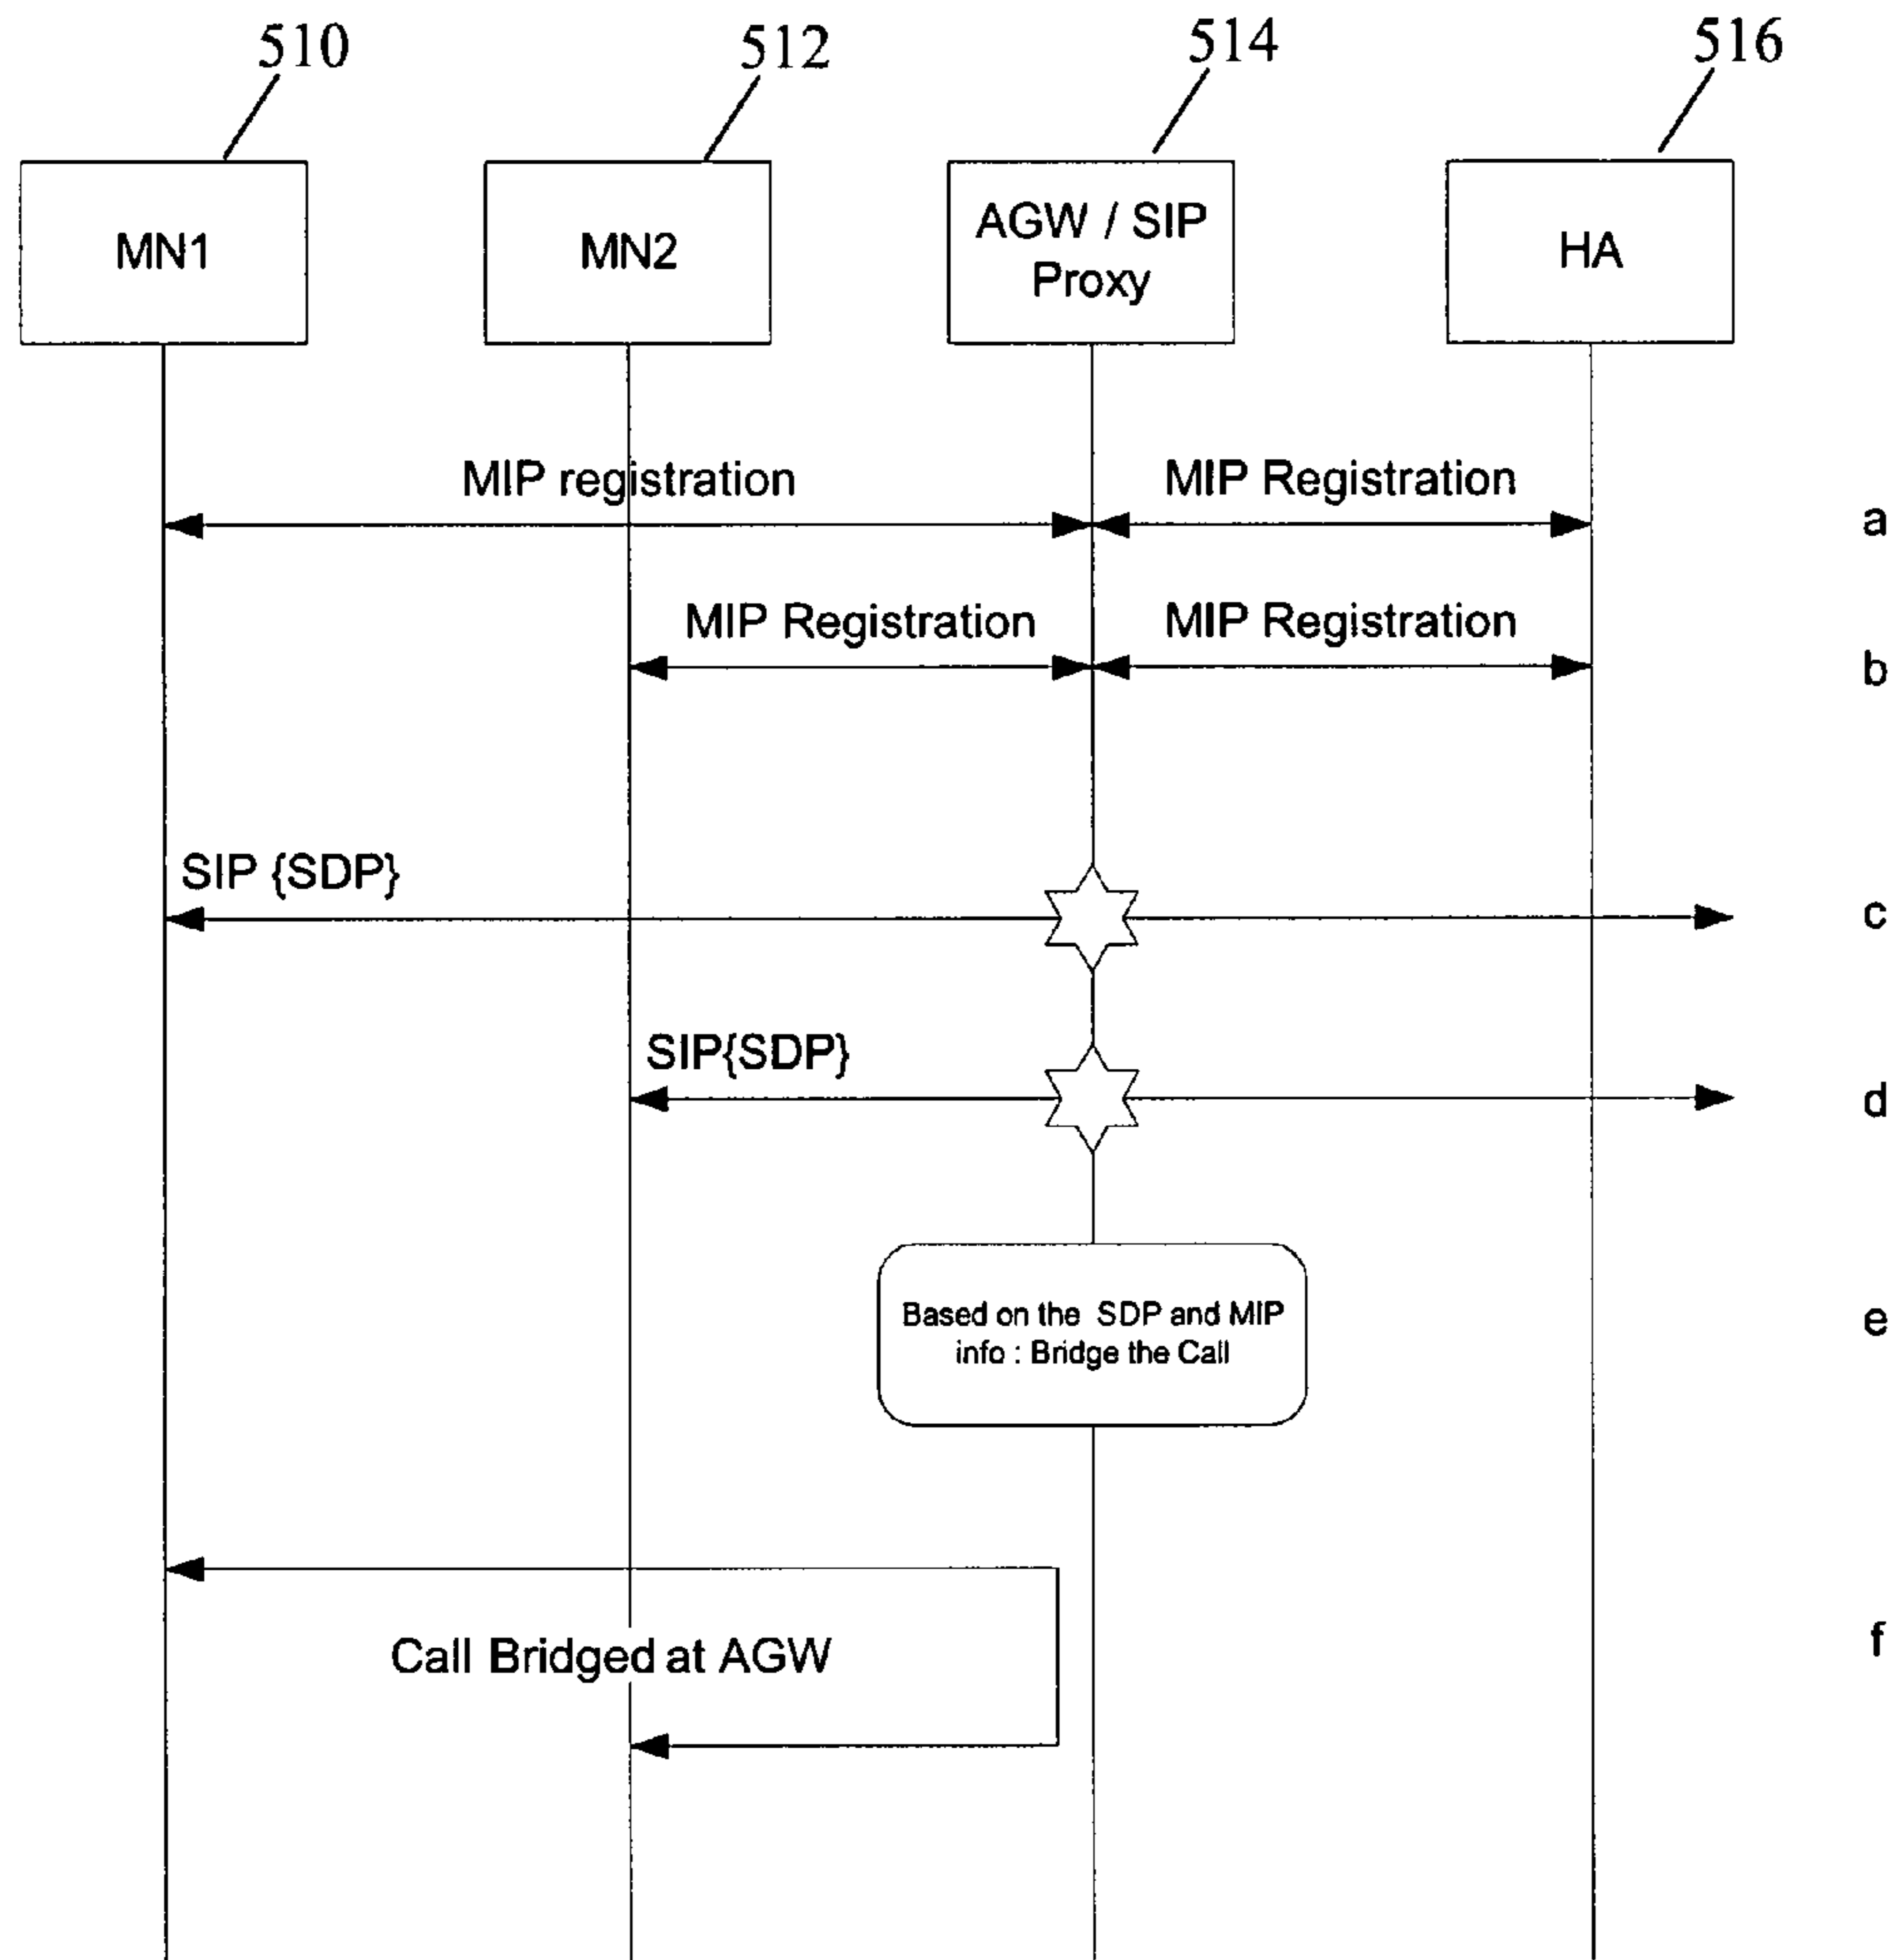 510
512
514
516
MN1
MN2
AGW / SIP
Proxy
HA
MIP registration
MIP Registration
a
MIP Registration
MIP Registration
b
SIP {SDP}
c
SIP{SDP}
d
Based on the SDP and MIP
info : Bridge the Call
e
Call Bridged at AGW
f